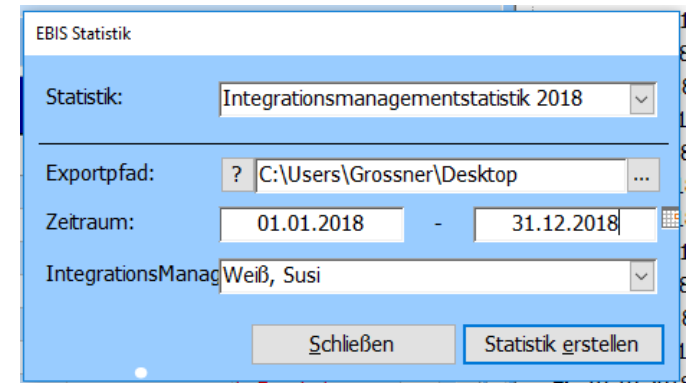 EBIS Statistik
Statistik: Integrationsmanagementstatistik 2018
Exportpfad: ? C:\Users\Grossner\Desktop ...
Zeitraum: 01.01.2018 - 31.12.2018
IntegrationsManag Weiß, Susi
Schließen Statistik erstellen